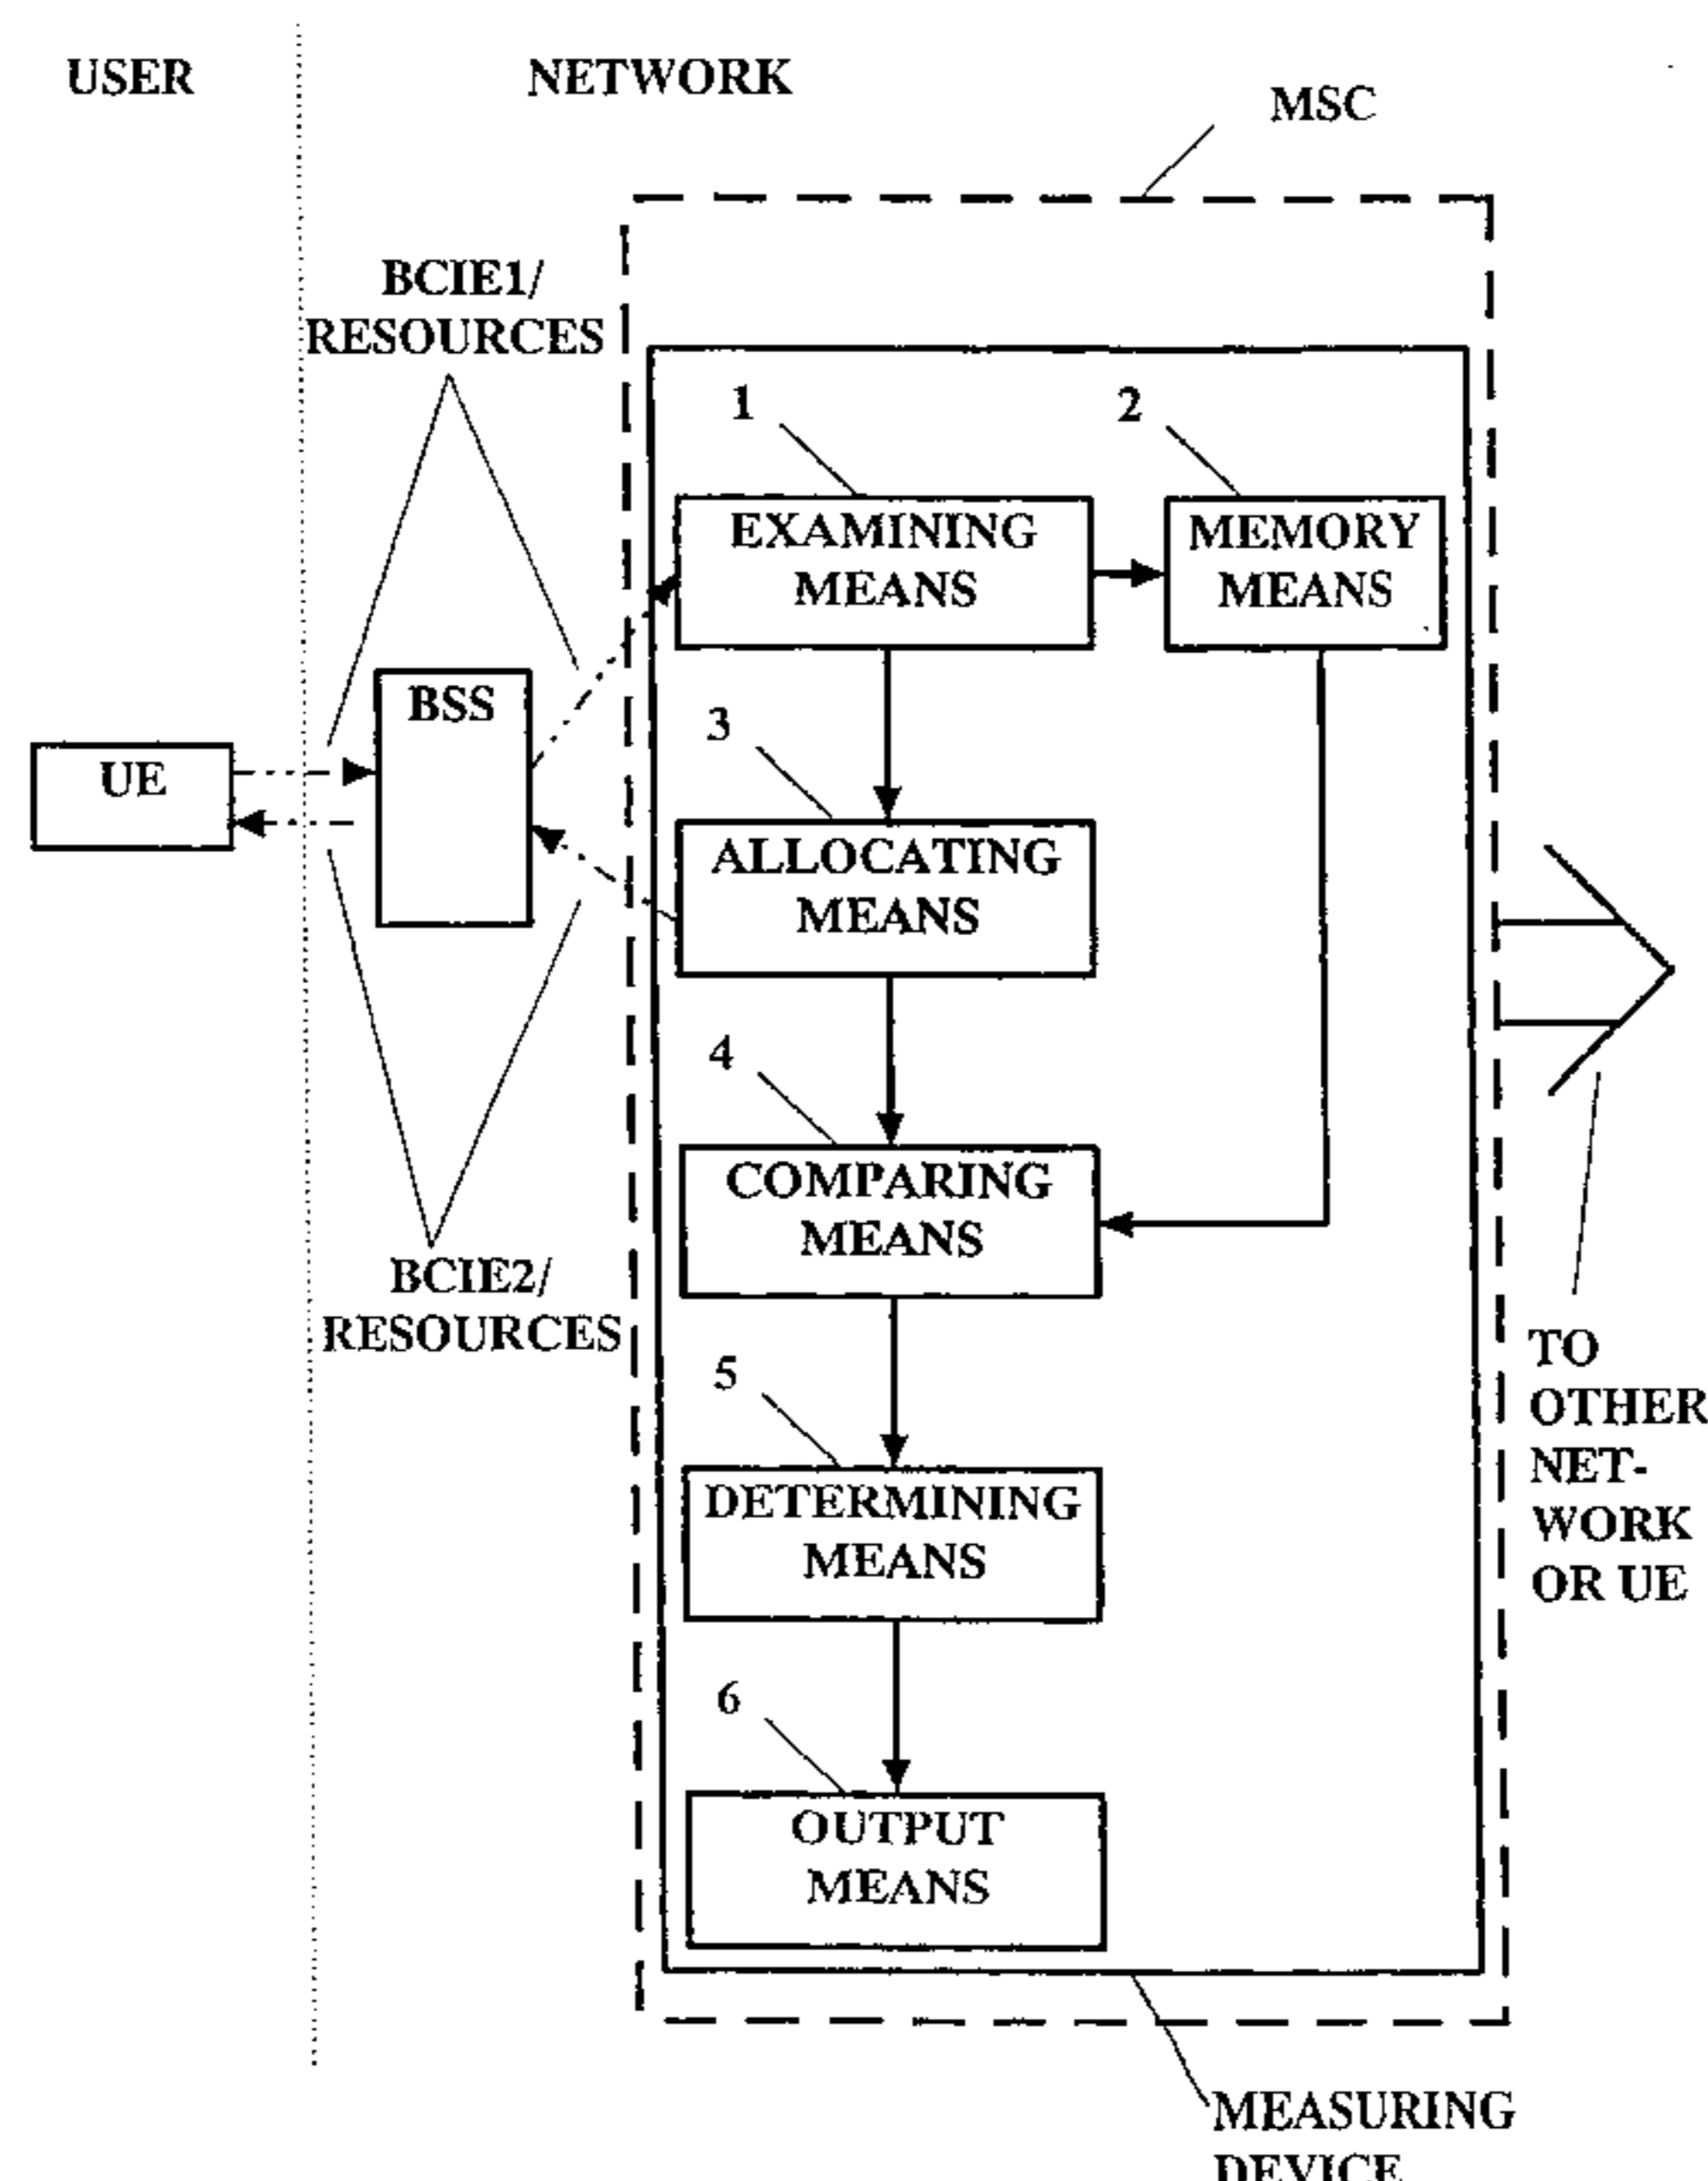 USER
NETWORK
MSC
BCIE1/
RESOURCES
1
2
EXAMINING
MEANS
MEMORY
MEANS
BSS
UE
3
ALLOCATING
MEANS
4
COMPARING
MEANS
BCIE2/
RESOURCES
TO
OTHER
NET-
WORK
OR UE
5
DETERMINING
MEANS
6
OUTPUT
MEANS
MEASURING
DEVICE